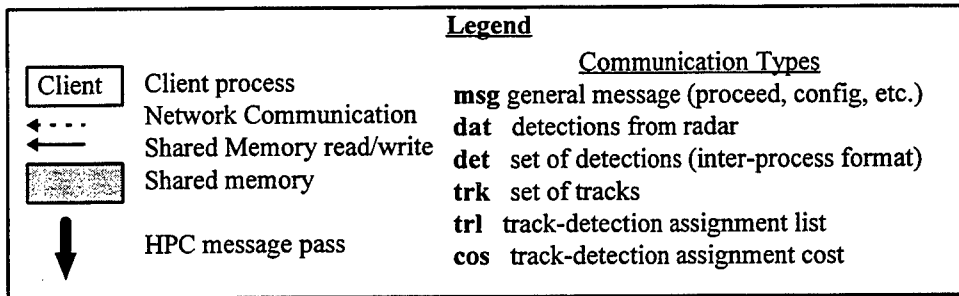 Legend
Client Client process
Network Communication
Shared Memory read/write
Shared memory
HPC message pass
Communication Types
msg general message (proceed, config, etc.)
dat detections from radar
det set of detections (inter-process format)
trk set of tracks
trl track-detection assignment list
cos track-detection assignment cost